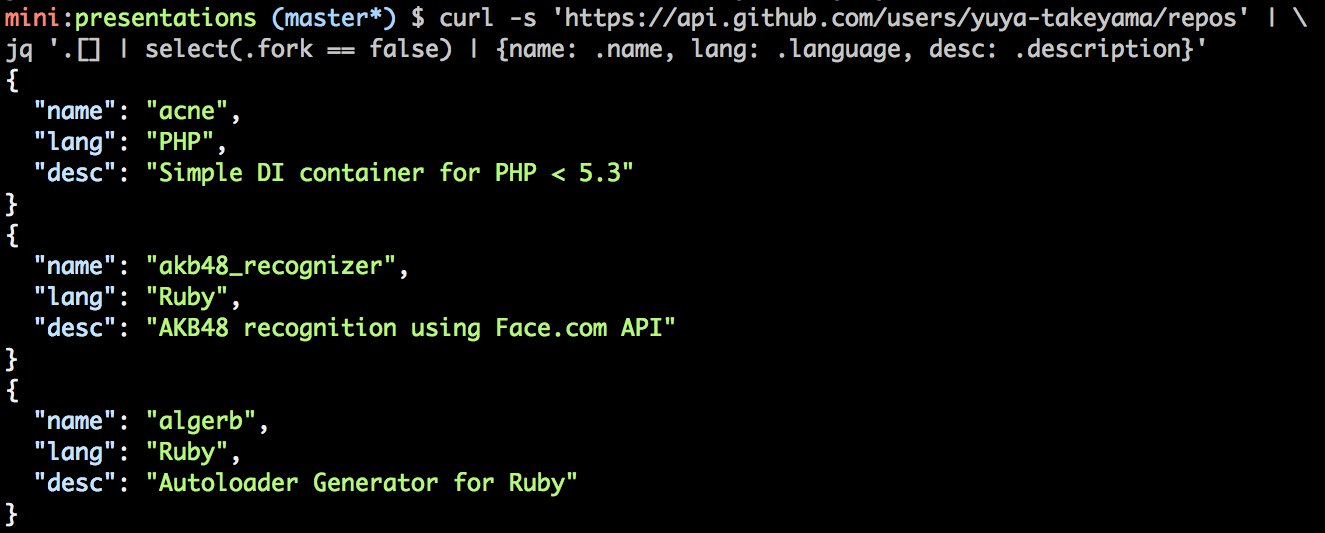 mini:presentations (master*) $ curl -s 'https://api.github.com/users/yuya-takeyama/repos' | \
jq '.[] | select(.fork == false) | {name: .name, lang: .language, desc: .description}'
{
  "name": "acne",
  "lang": "PHP",
  "desc": "Simple DI container for PHP < 5.3"
}
{
  "name": "akb48_recognizer",
  "lang": "Ruby",
  "desc": "AKB48 recognition using Face.com API"
}
{
  "name": "algerb",
  "lang": "Ruby",
  "desc": "Autoloader Generator for Ruby"
}